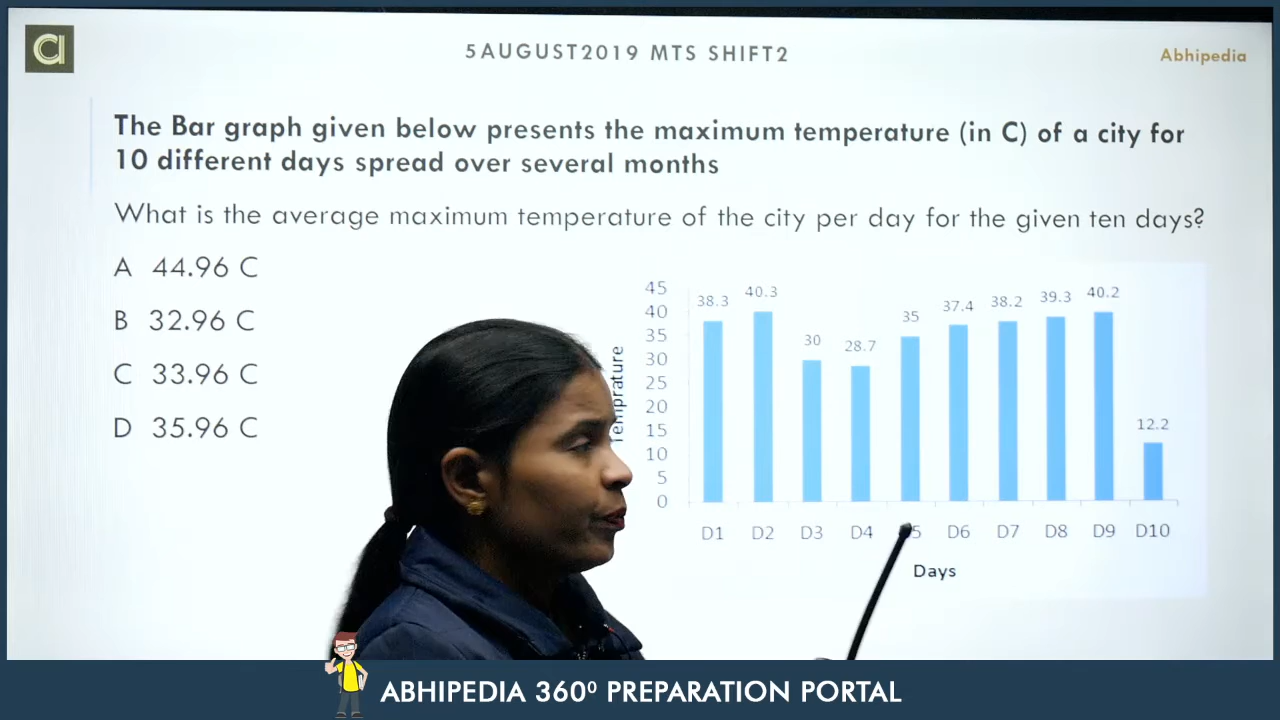 5AUGUST2019 MTS SHIFT2
Abhipedia
The Bar graph given below presents the maximum temperature (in C) of a city for
10 different days spread over several months
What is the average maximum temperature of the city per day for the given ten days?
A 44.96 C
B 32.96 C
C 33.96 C
D 35.96 C
45
40
35
30
25
20
15
10
5
0
38.3
40.3
30
28.7
35
37.4
38.2
39.3
40.2
12.2
D1 D2 D3 D4 D6 D7 D8 D9 D10
Days
ABHIPEDIA 360⁰ PREPARATION PORTAL